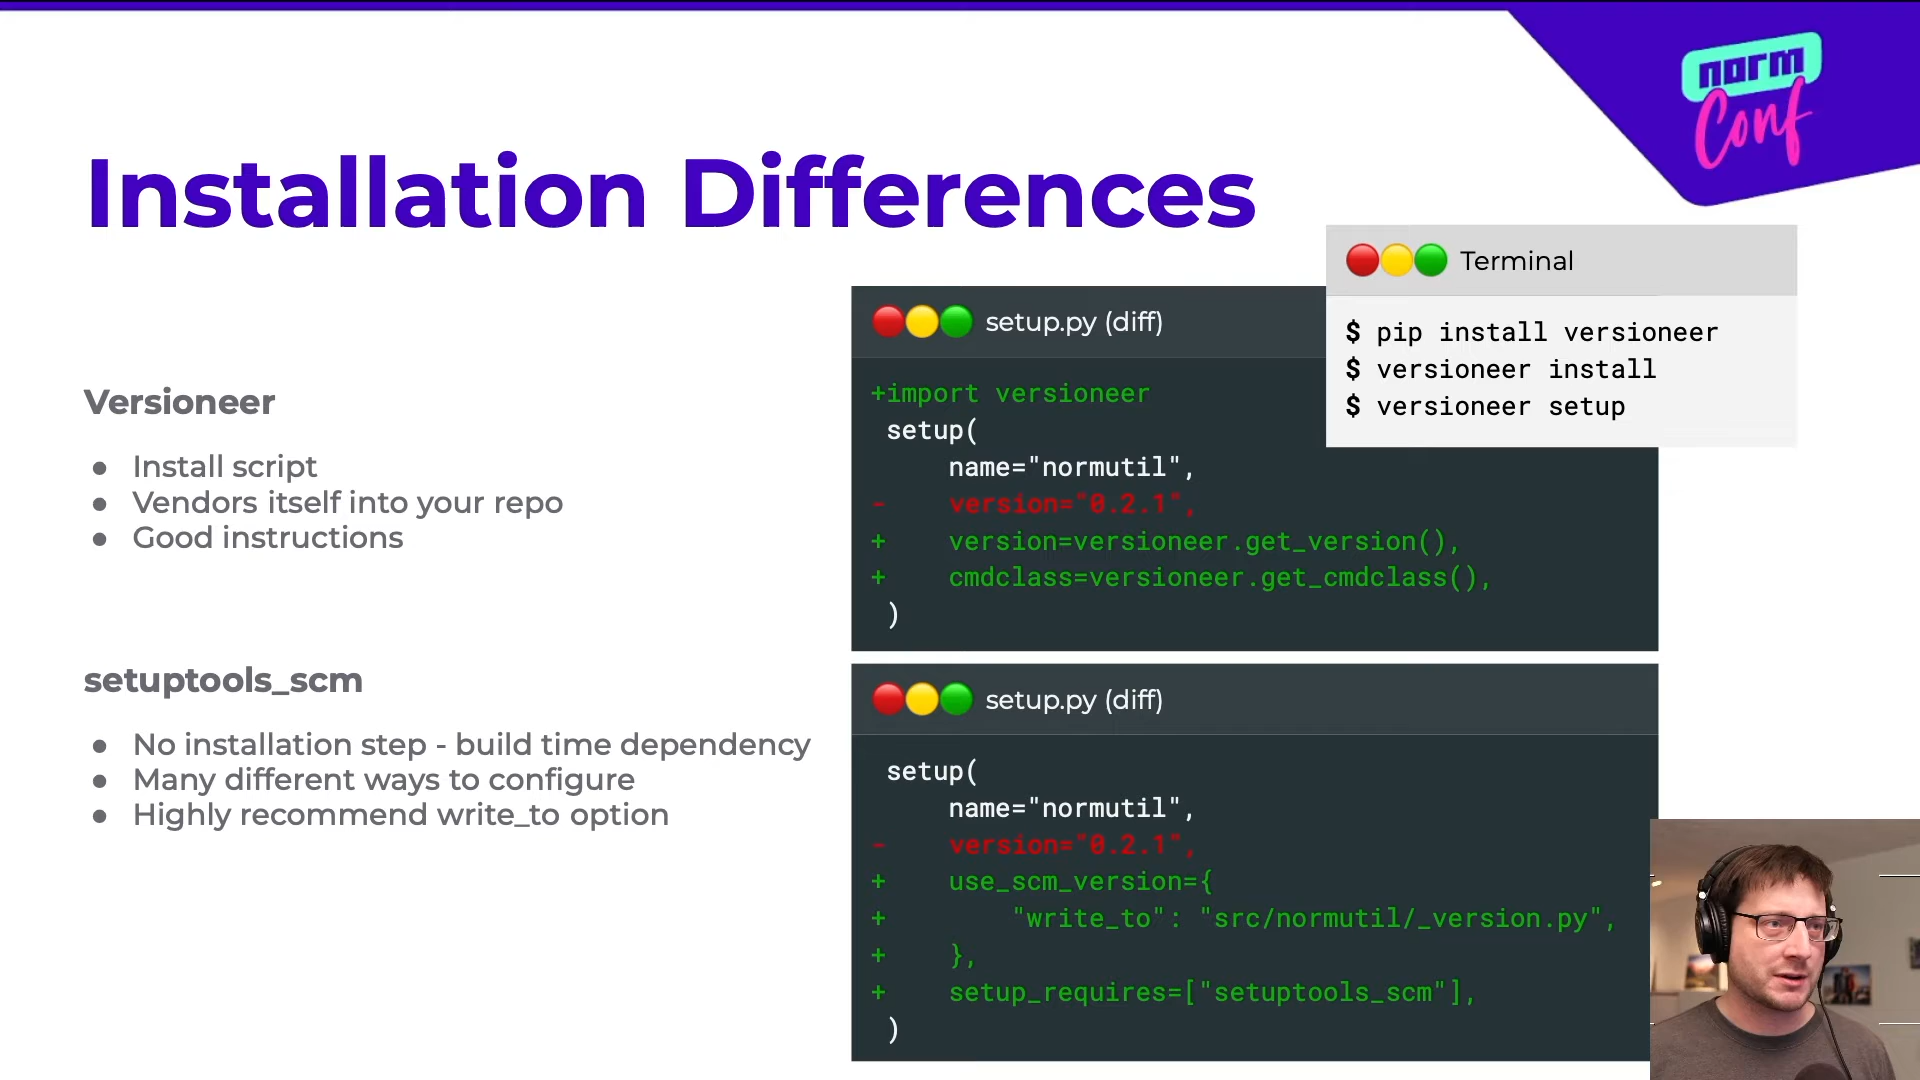 norm
Conf
Installation Differences
Versioneer
● Install script
● Vendors itself into your repo
● Good instructions
setuptools_scm
● No installation step - build time dependency
● Many different ways to configure
● Highly recommend write_to option
Terminal
$ pip install versioneer
$ versioneer install
$ versioneer setup
setup.py (diff)
+import versioneer
 setup(
     name="normutil",
-    version="0.2.1",
+    version=versioneer.get_version(),
+    cmdclass=versioneer.get_cmdclass(),
 )
setup.py (diff)
 setup(
     name="normutil",
-    version="0.2.1",
+    use_scm_version={
+        "write_to": "src/normutil/_version.py",
+    },
+    setup_requires=["setuptools_scm"],
 )